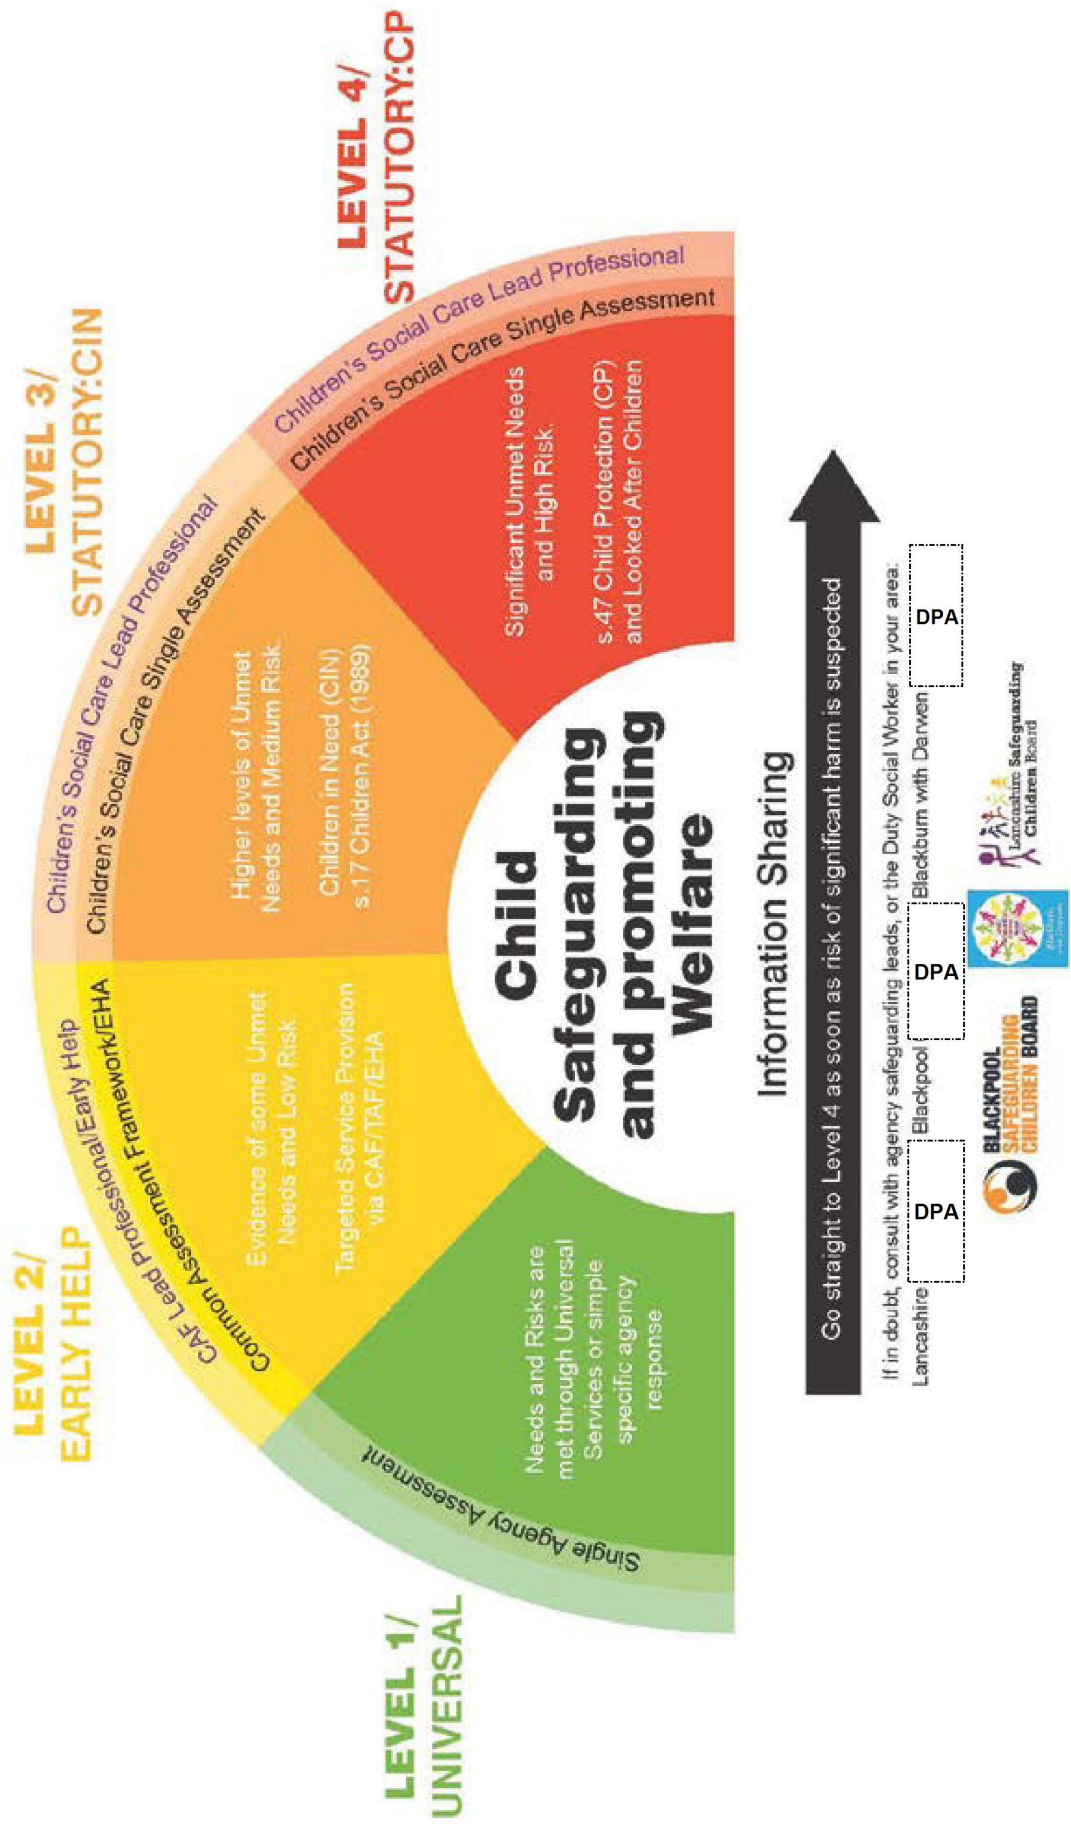 LEVEL 1/
UNIVERSAL
LEVEL 2/
EARLY HELP
LEVEL 3/
STATUTORY:CIN
LEVEL 4/
STATUTORY:CP
Single Agency Assessment
CAF Lead Professional/Early Help
Common Assessment Framework/EHA
Children's Social Care Lead Professional
Children's Social Care Single Assessment
Children's Social Care Lead Professional
Children's Social Care Single Assessment
Needs and Risks are
met through Universal
Services or simple
specific agency
response
Evidence of some Unmet
Needs and Low Risk.
Targeted Service Provision
via CAF/TAF/EHA
Higher levels of Unmet
Needs and Medium Risk.
Children in Need (CIN)
s.17 Children Act (1989)
Significant Unmet Needs
and High Risk.
s.47 Child Protection (CP)
and Looked After Children
Child
Safeguarding
and promoting
Welfare
Information Sharing
Go straight to Level 4 as soon as risk of significant harm is suspected
If in doubt, consult with agency safeguarding leads, or the Duty Social Worker in your area:
Lancashire DPA Blackpool DPA Blackburn with Darwen DPA
BLACKPOOL
SAFEGUARDING
CHILDREN BOARD
Lancashire Safeguarding
Children Board